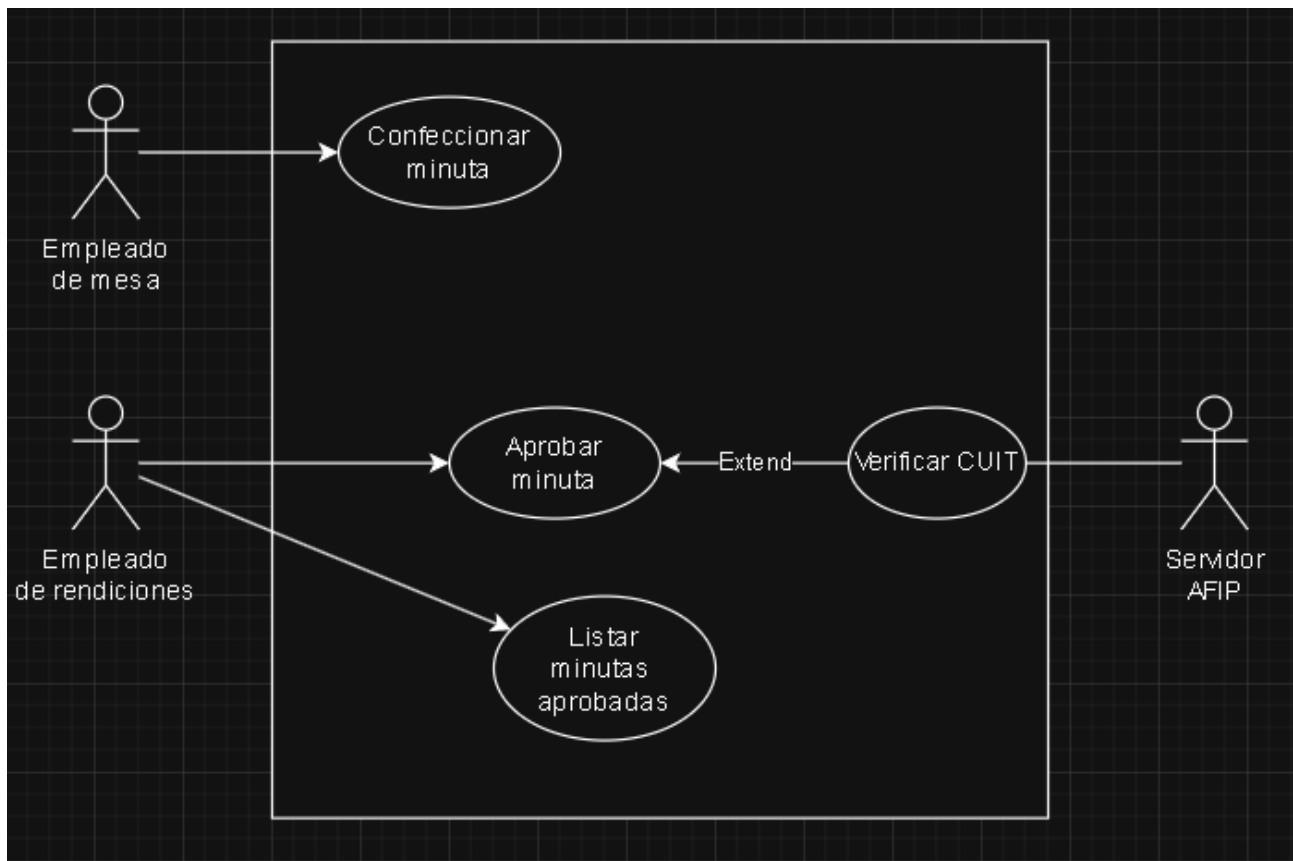 Confeccionar
minuta
Empleado
de mesa
Aprobar
minuta
Extend
Verificar CUIT
Empleado
de rendiciones
Servidor
AFIP
Listar
minutas
aprobadas